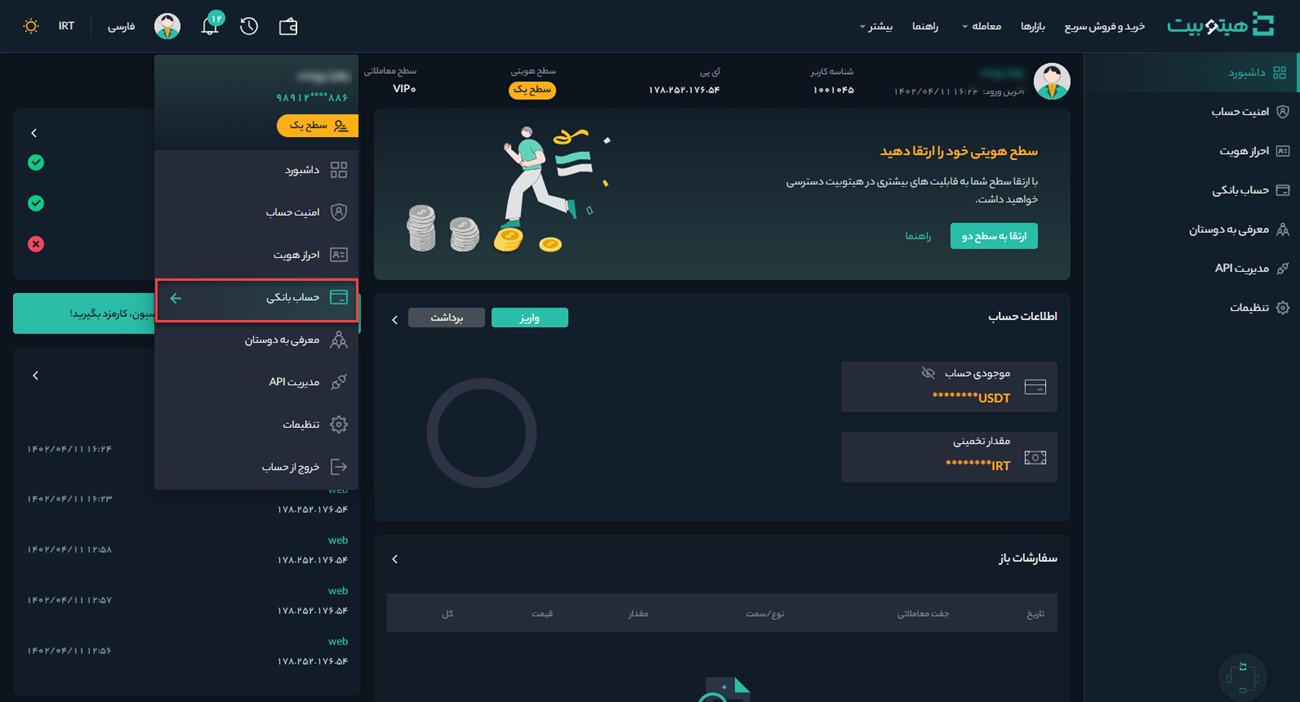 هیتوبیت
خرید و فروش سریع
بازارها
معامله
راهنما
بیشتر
۱۲
فارسی
IRT
داشبورد
امنیت حساب
احراز هویت
حساب بانکی
معرفی به دوستان
مدیریت API
تنظیمات
آخرین ورود: ۱۴۰۲/۰۴/۱۱ ۱۶:۲۳
شناسه کاربر
۱۰۰۱۰۴۵
آی پی
۱۷۸.۲۵۲.۱۷۶.۵۴
سطح هویتی
سطح یک
سطح معاملاتی
VIP۰
سطح هویتی خود را ارتقا دهید
با ارتقا سطح شما به قابلیت های بیشتری در هیتوبیت دسترسی
خواهید داشت.
ارتقا به سطح دو
راهنما
اطلاعات حساب
واریز
برداشت
موجودی حساب
********USDT
مقدار تخمینی
********IRT
سفارشات باز
تاریخ
جفت معاملاتی
نوع/سمت
مقدار
قیمت
کل
۹۸۹۱۲****۸۸۶
سطح یک
داشبورد
امنیت حساب
احراز هویت
حساب بانکی
معرفی به دوستان
مدیریت API
تنظیمات
خروج از حساب
سیون، کارمزد بگیرید!
۱۴۰۲/۰۴/۱۱ ۱۶:۲۴
web
۱۷۸.۲۵۲.۱۷۶.۵۴
۱۴۰۲/۰۴/۱۱ ۱۶:۲۳
web
۱۷۸.۲۵۲.۱۷۶.۵۴
۱۴۰۲/۰۴/۱۱ ۱۲:۵۸
web
۱۷۸.۲۵۲.۱۷۶.۵۴
۱۴۰۲/۰۴/۱۱ ۱۲:۵۷
web
۱۷۸.۲۵۲.۱۷۶.۵۴
۱۴۰۲/۰۴/۱۱ ۱۲:۵۶